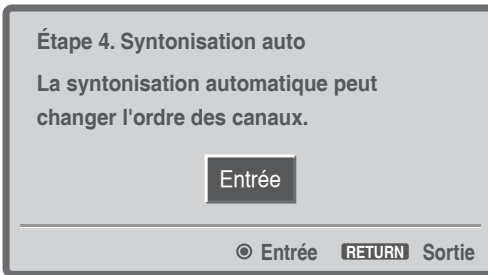 Étape 4. Syntonisation auto
La syntonisation automatique peut
changer l'ordre des canaux.
Entrée
Entrée RETURN Sortie